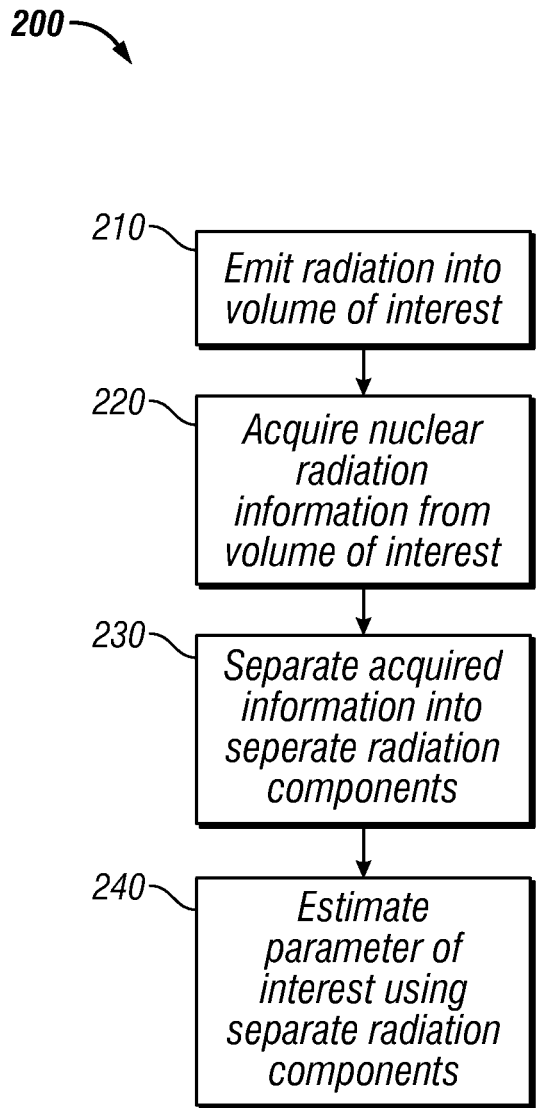 200
210
Emit radiation into
volume of interest
220
Acquire nuclear
radiation
information from
volume of interest
230
Separate acquired
information into
seperate radiation
components
240
Estimate
parameter of
interest using
separate radiation
components